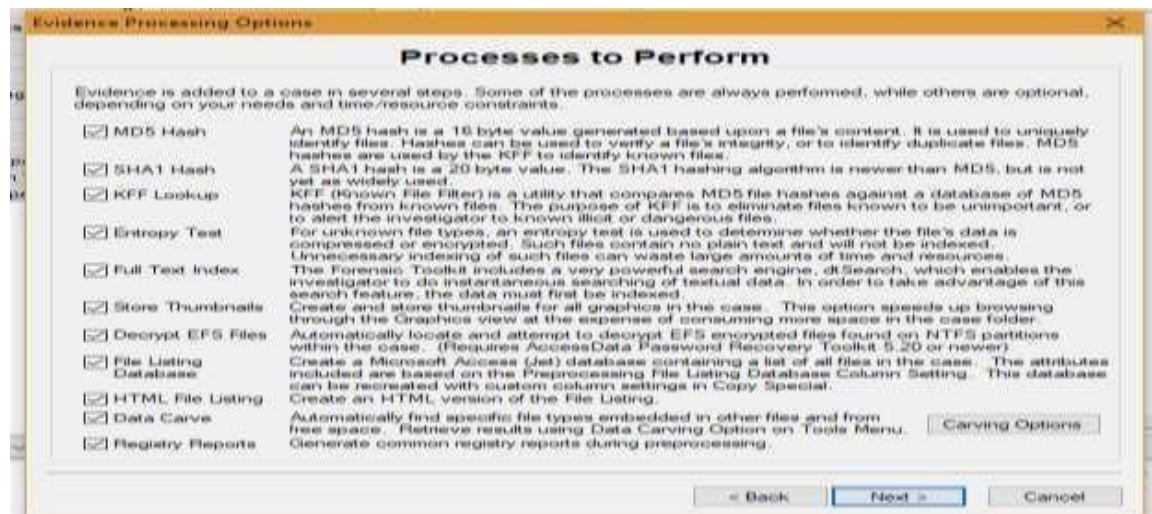 Evidence Processing Options
Processes to Perform
Evidence is added to a case in several steps. Some of the processes are always performed, while others are optional,
depending on your needs and time/resource constraints.
MD5 Hash
An MD5 hash is a 16 byte value generated based upon a file's content. It is used to uniquely
identify files. Hashes can be used to verify a file's integrity, or to identify duplicate files. MD5
hashes are used by the KFF to identify known files.
SHA1 Hash
A SHA1 hash is a 20 byte value. The SHA1 hashing algorithm is newer than MD5, but is not
yet as widely used.
KFF Lookup
KFF (Known File Filter) is a utility that compares MD5 file hashes against a database of MD5
hashes from known files. The purpose of KFF is to eliminate files known to be unimportant, or
to alert the investigator to known illicit or dangerous files.
Entropy Test
For unknown file types, an entropy test is used to determine whether the file's data is
compressed or encrypted. Such files contain no plain text and will not be indexed.
Unnecessary indexing of such files can waste large amounts of time and resources.
Full Text Index
The Forensic Toolkit includes a very powerful search engine, dtSearch, which enables the
investigator to do instantaneous searching of textual data. In order to take advantage of this
search feature, the data must first be indexed.
Store Thumbnails
Create and store thumbnails for all graphics in the case. This option speeds up browsing
through the Graphics view at the expense of consuming more space in the case folder.
Decrypt EFS Files
Automatically locate and attempt to decrypt EFS encrypted files found on NTFS partitions
within the case. (Requires AccessData Password Recovery Toolkit 5.20 or newer)
File Listing
Database
Create a Microsoft Access (Jet) database containing a list of all files in the case. The attributes
included are based on the Preprocessing File Listing Database Column Setting. This database
can be recreated with custom column settings in Copy Special.
HTML File Listing
Create an HTML version of the File Listing.
Data Carve
Automatically find specific file types embedded in other files and from
free space. Retrieve results using Data Carving Option on Tools Menu.
Carving Options
Registry Reports
Generate common registry reports during preprocessing.
< Back
Next >
Cancel